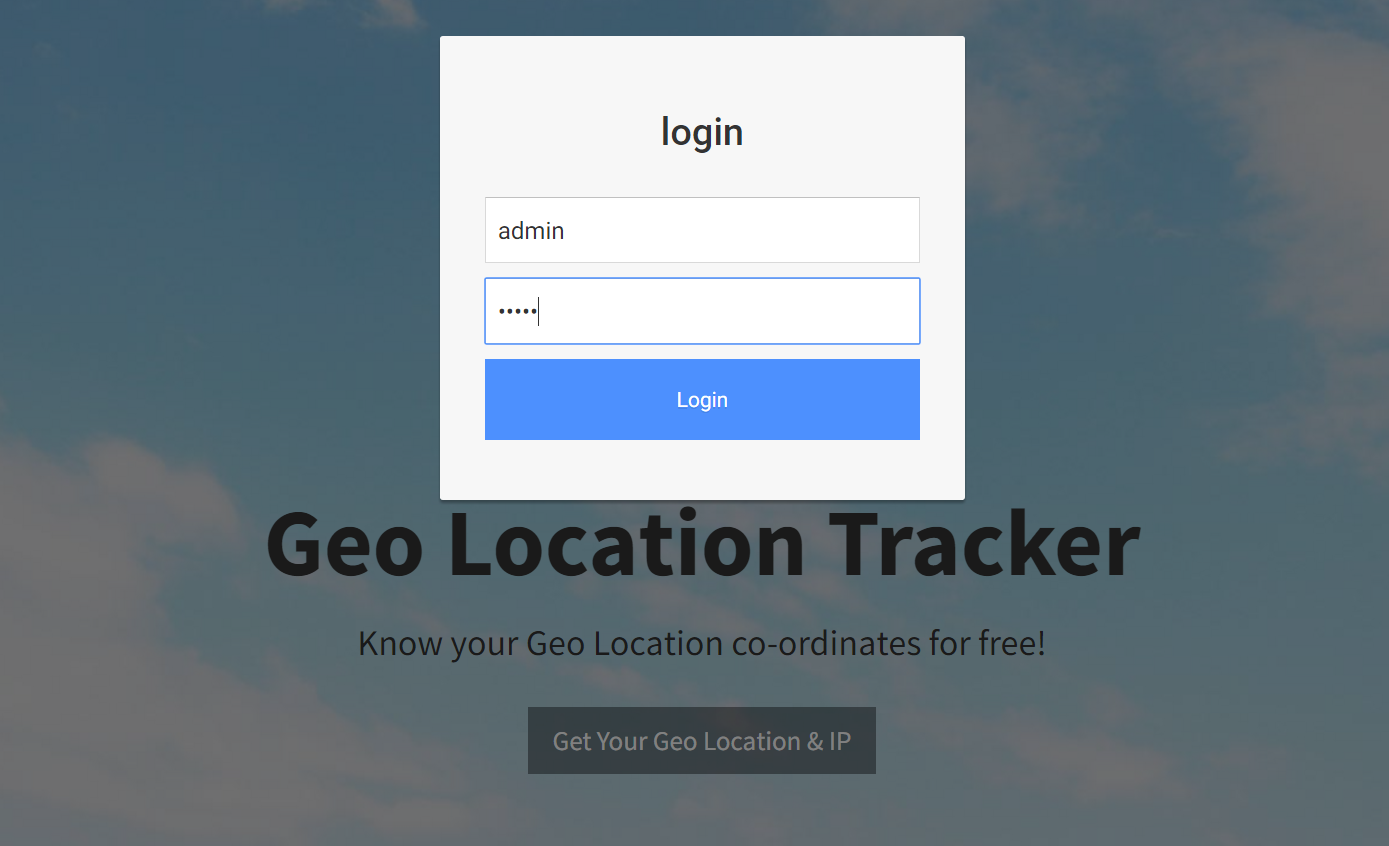 login
admin
•••••
Login
Geo Location Tracker
Know your Geo Location co-ordinates for free!
Get Your Geo Location & IP